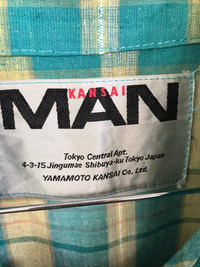 KANSAI
MAN
Tokyo Central Apt.
4-3-15 Jingumae Shibuya-ku Tokyo Japan
YAMAMOTO KANSAI Co., Ltd.